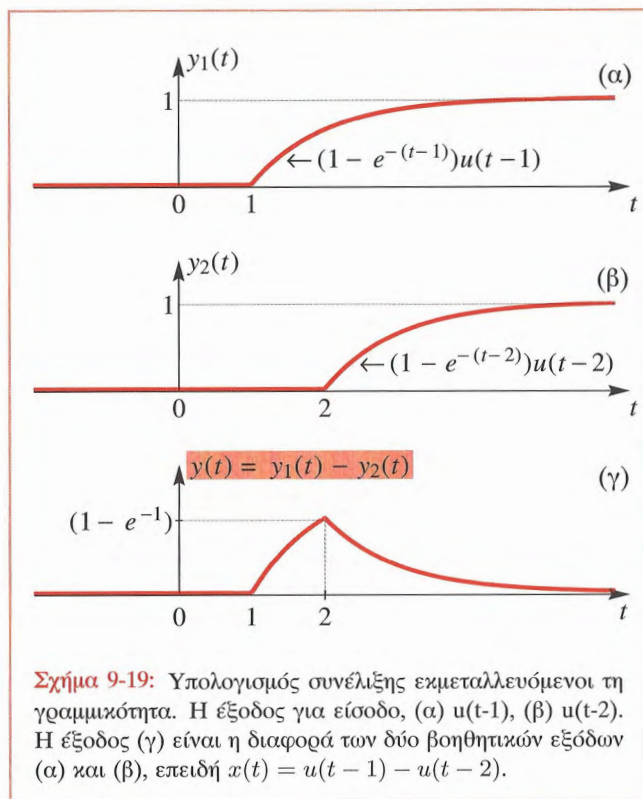 y₁(t)
(α)
1
←(1 - e^{-(t-1)})u(t-1)
0 1 t
y₂(t)
(β)
1
←(1 - e^{-(t-2)})u(t-2)
0 2 t
y(t) = y₁(t) - y₂(t)
(γ)
(1 - e^{-1})
0 1 2 t
Σχήμα 9-19: Υπολογισμός συνέλιξης εκμεταλλευόμενοι τη
γραμμικότητα. Η έξοδος για είσοδο, (α) u(t-1), (β) u(t-2).
Η έξοδος (γ) είναι η διαφορά των δύο βοηθητικών εξόδων
(α) και (β), επειδή x(t) = u(t - 1) - u(t - 2).